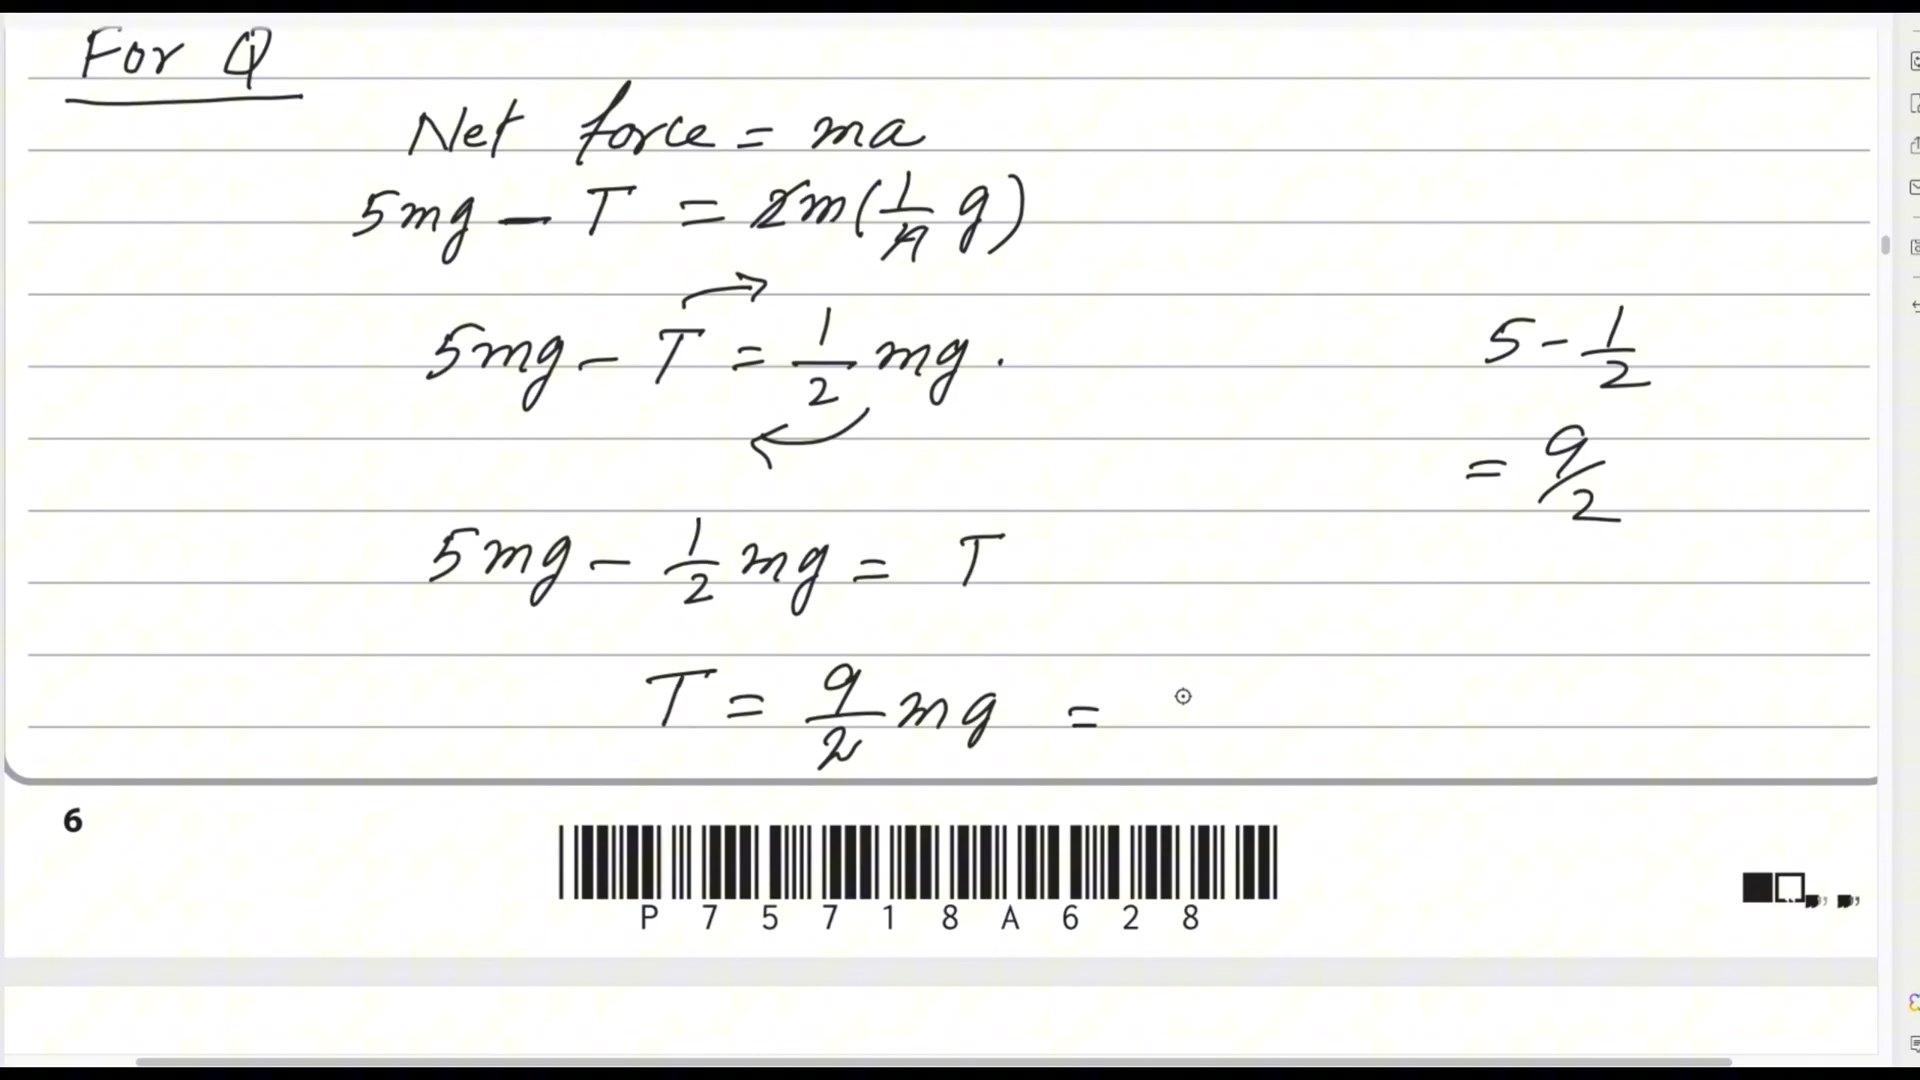 For Q
Net force = ma
5mg - T = 2m(1/4 g)
5mg - T = 1/2 mg.
5 - 1/2
= 9/2
5mg - 1/2 mg = T
T = 9/2 mg =
6
P 7 5 7 1 8 A 6 2 8